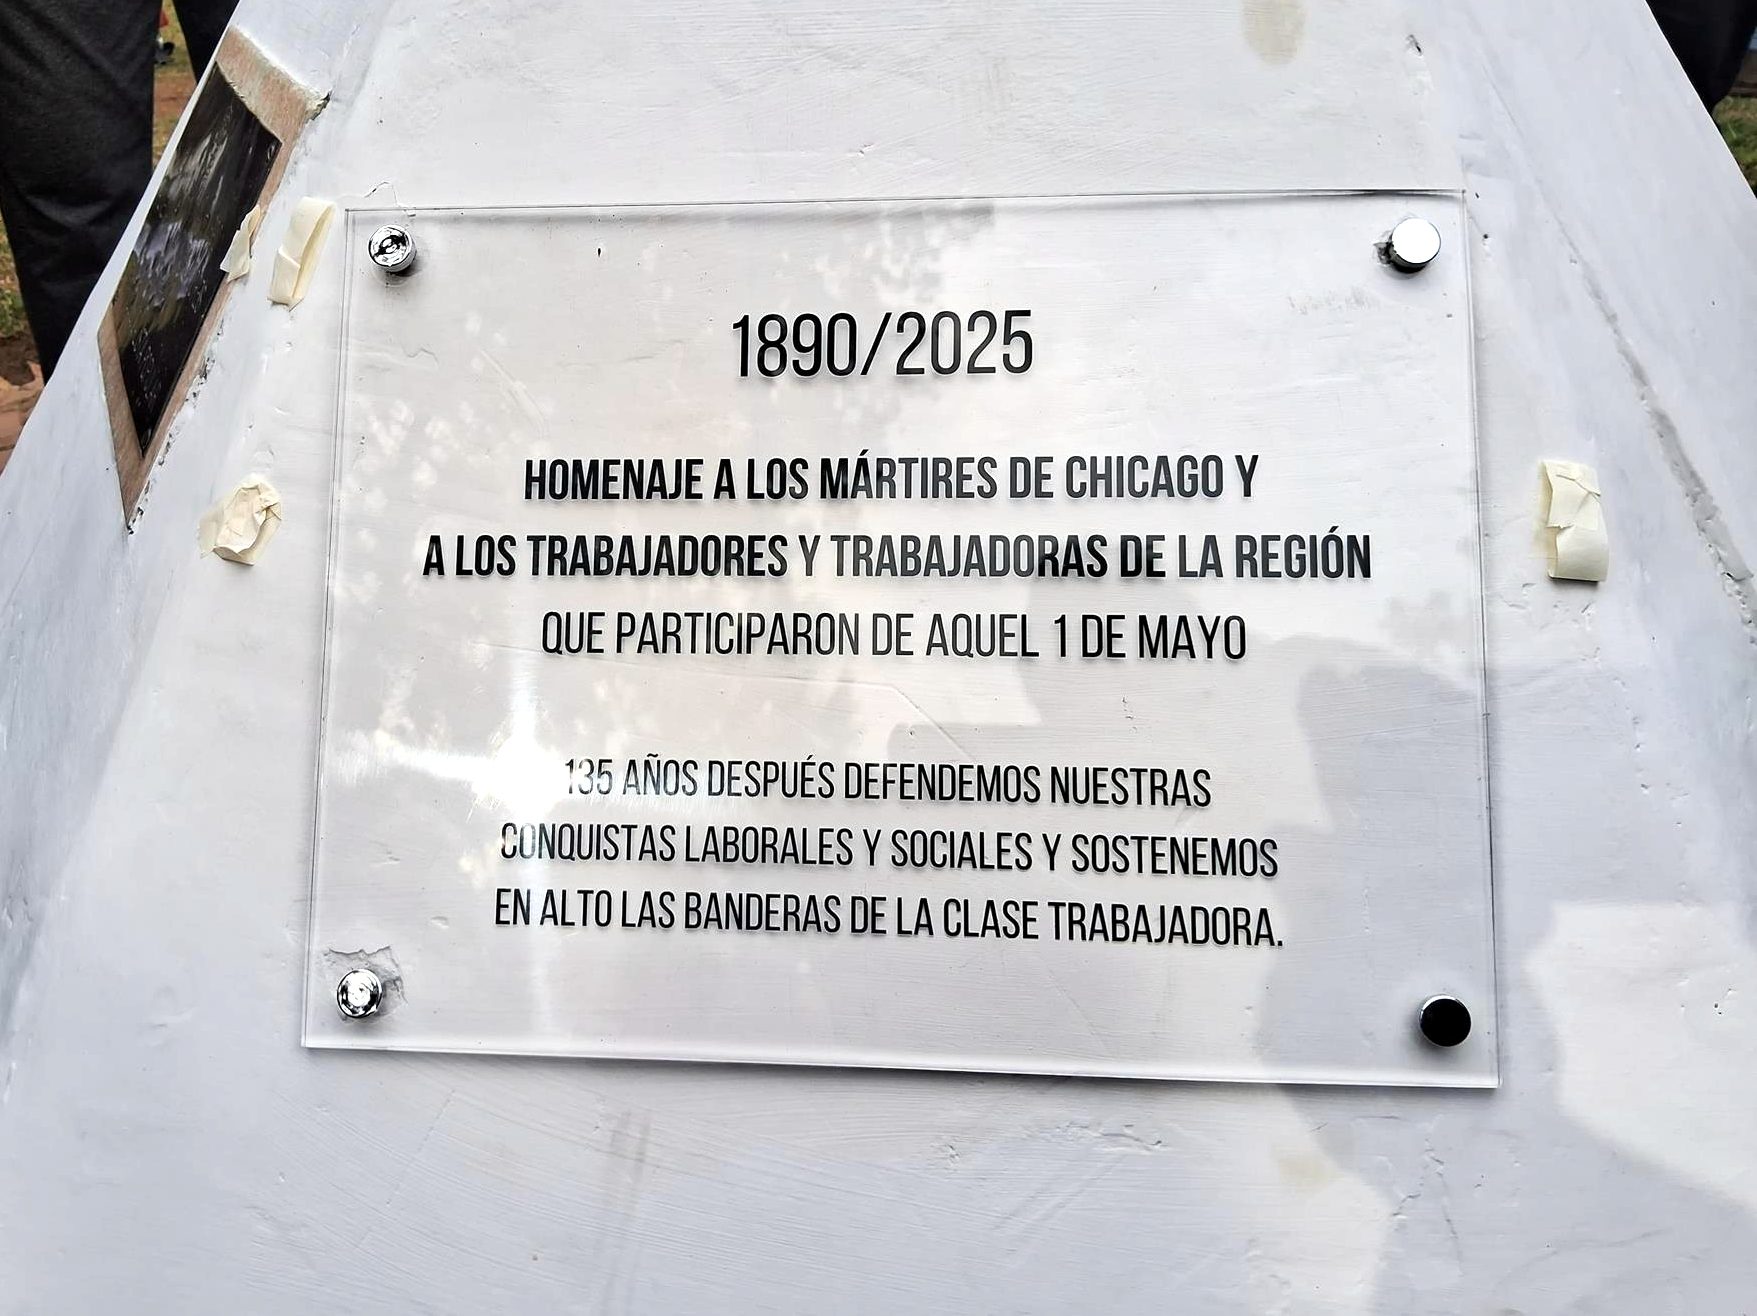 1890/2025
HOMENAJE A LOS MÁRTIRES DE CHICAGO Y
A LOS TRABAJADORES Y TRABAJADORAS DE LA REGIÓN
QUE PARTICIPARON DE AQUEL 1 DE MAYO
135 AÑOS DESPUÉS DEFENDEMOS NUESTRAS
CONQUISTAS LABORALES Y SOCIALES Y SOSTENEMOS
EN ALTO LAS BANDERAS DE LA CLASE TRABAJADORA.